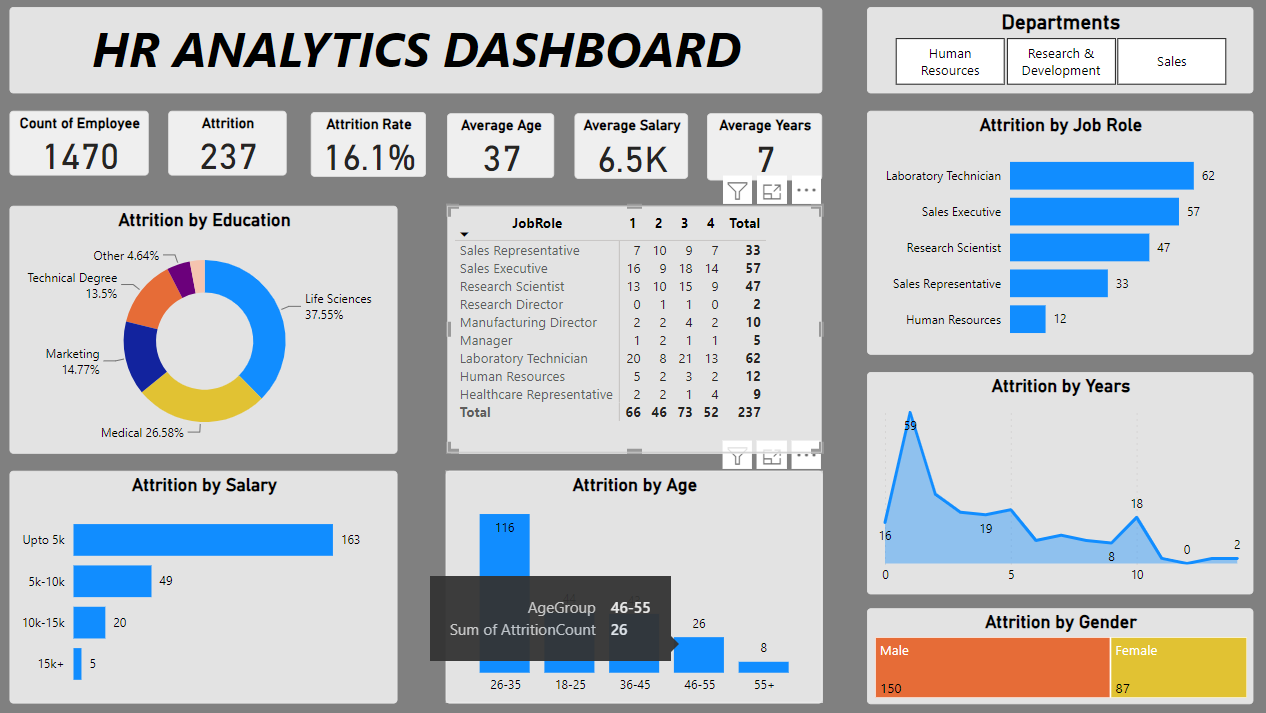 HR ANALYTICS DASHBOARD
Departments
Human
Resources
Research &
Development
Sales
Count of Employee
1470
Attrition
237
Attrition Rate
16.1%
Average Age
37
Average Salary
6.5K
Average Years
7
Attrition by Education
Other 4.64%
Technical Degree
13.5%
Life Sciences
37.55%
Marketing
14.77%
Medical 26.58%
JobRole 1 2 3 4 Total
Sales Representative 7 10 9 7 33
Sales Executive 16 9 18 14 57
Research Scientist 13 10 15 9 47
Research Director 0 1 1 0 2
Manufacturing Director 2 2 4 2 10
Manager 1 2 1 1 5
Laboratory Technician 20 8 21 13 62
Human Resources 5 2 3 2 12
Healthcare Representative 2 2 1 4 9
Total 66 46 73 52 237
Attrition by Job Role
Laboratory Technician 62
Sales Executive 57
Research Scientist 47
Sales Representative 33
Human Resources 12
Attrition by Years
59
18
16
19
8
0
2
0 5 10
Attrition by Salary
Upto 5k 163
5k-10k 49
10k-15k 20
15k+ 5
Attrition by Age
116
AgeGroup 46-55
Sum of AttritionCount 26
26
8
26-35 18-25 36-45 46-55 55+
Attrition by Gender
Male
150
Female
87